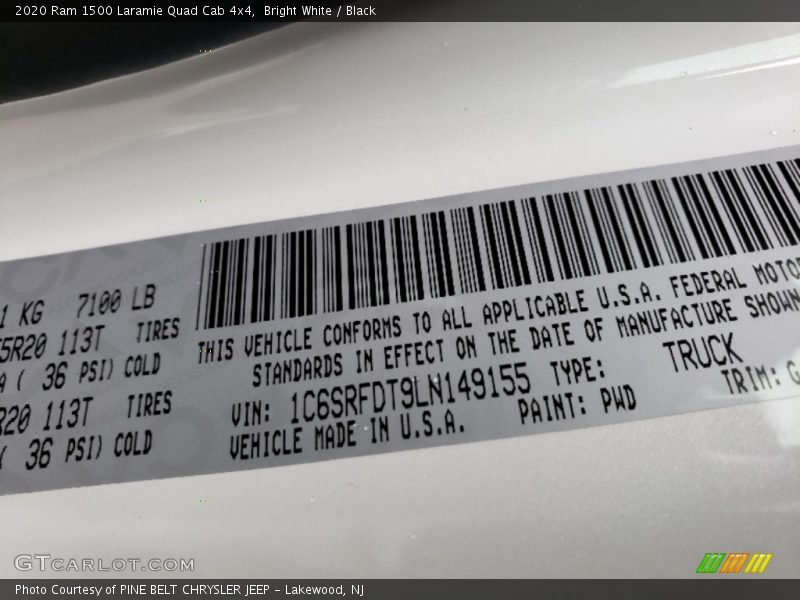 2020 Ram 1500 Laramie Quad Cab 4x4, Bright White / Black
1 KG 7100 LB
5R20 113T TIRES
( 36 PSI) COLD
R20 113T TIRES
( 36 PSI) COLD
THIS VEHICLE CONFORMS TO ALL APPLICABLE U.S.A. FEDERAL MOTOR
STANDARDS IN EFFECT ON THE DATE OF MANUFACTURE SHOWN
VIN: 1C6SRFDT9LN149155 TYPE: TRUCK
VEHICLE MADE IN U.S.A. PAINT: PWD TRIM: G
GTCARLOT.COM
Photo Courtesy of PINE BELT CHRYSLER JEEP - Lakewood, NJ